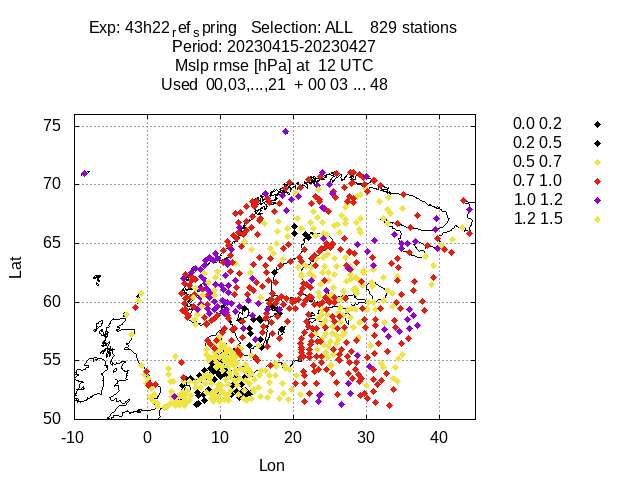 Exp: 43h22ref spring   Selection: ALL    829 stations
Period: 20230415-20230427
Mslp rmse [hPa] at  12 UTC
Used  00,03,...,21  + 00 03 ... 48
0.0 0.2
0.2 0.5
0.5 0.7
0.7 1.0
1.0 1.2
1.2 1.5
75
70
65
60
55
50
Lat
-10 0 10 20 30 40
Lon